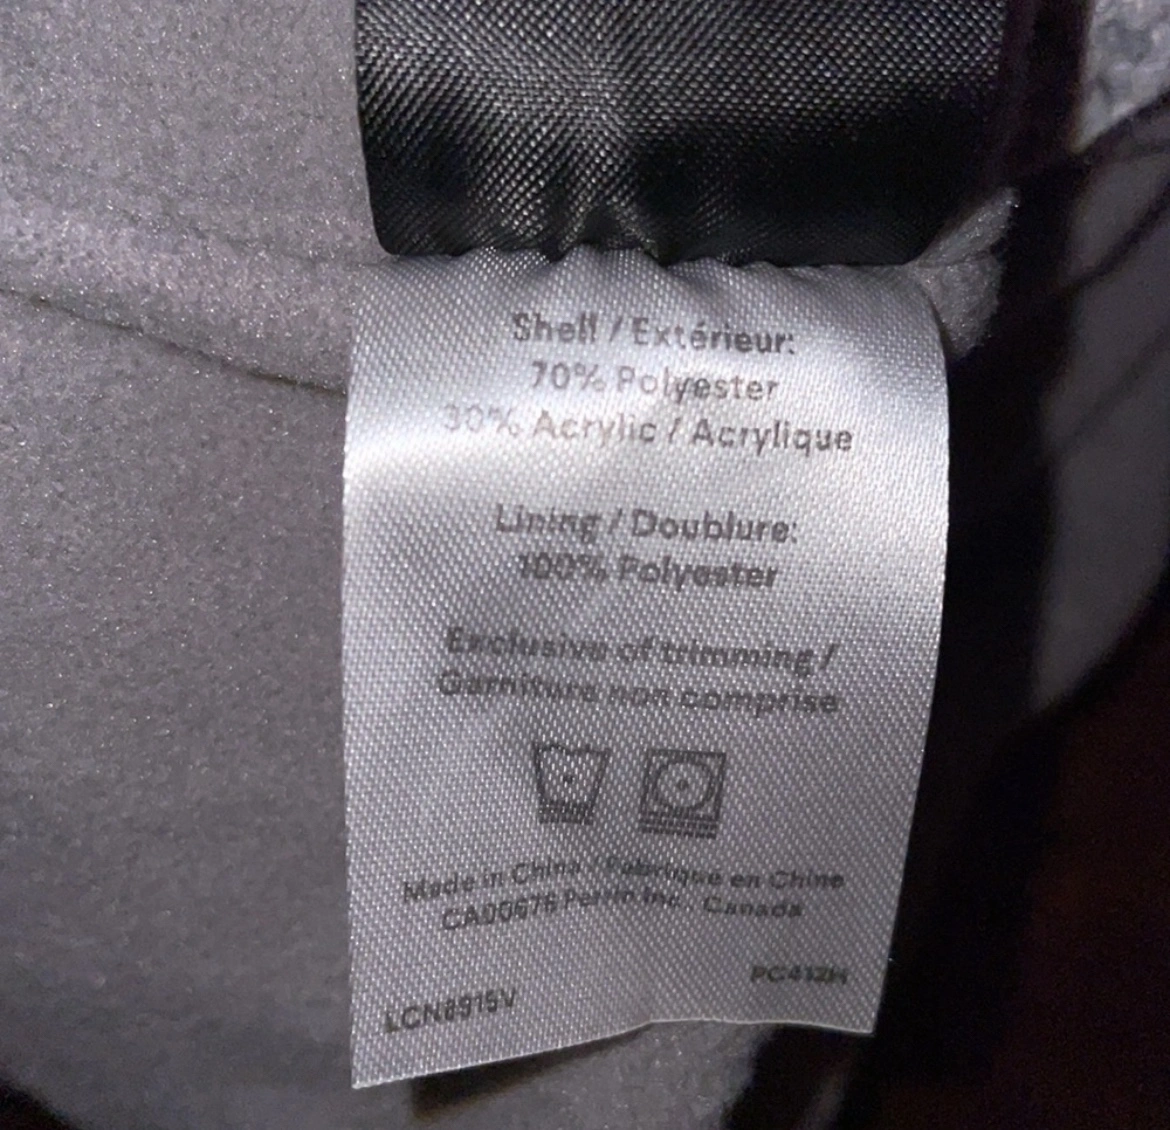 Shell / Extérieur:
70% Polyester
30% Acrylic / Acrylique
Lining / Doublure:
100% Polyester
Exclusive of trimming /
Garniture non comprise
Made in China / Fabriqué en Chine
CA00676 Perrin Inc., Canada
PC412H
LCN8915V